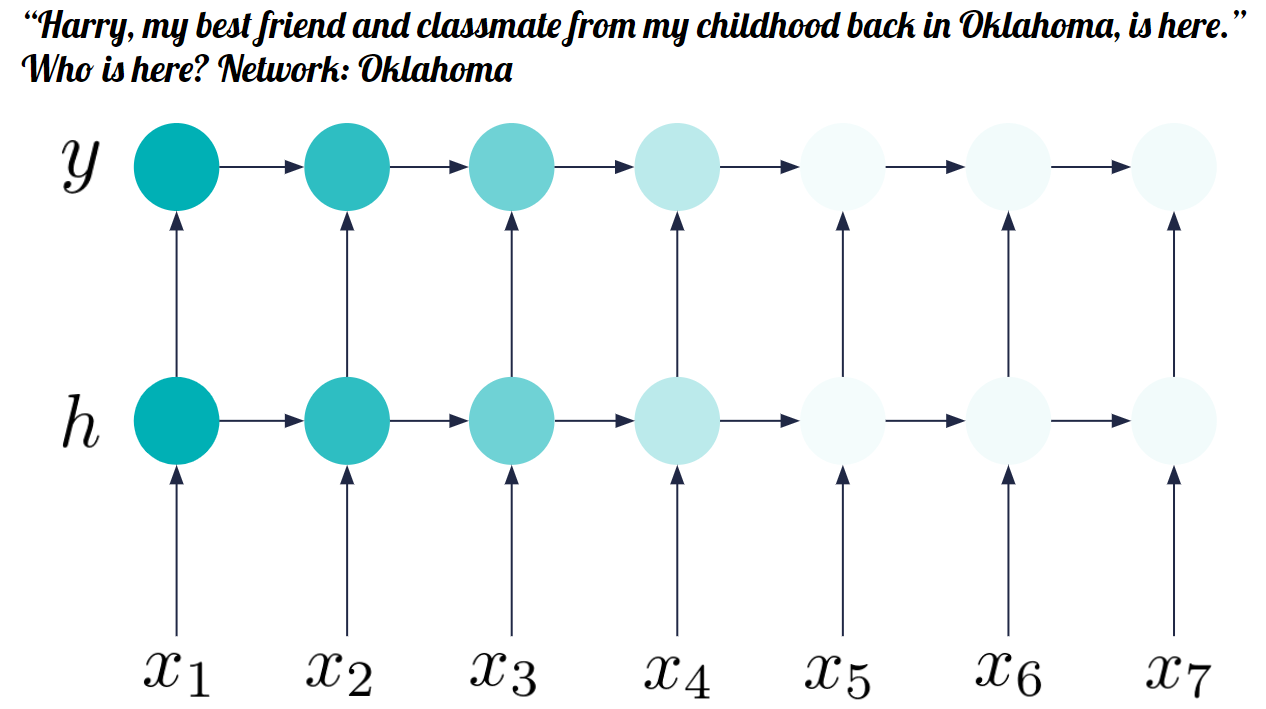 “Harry, my best friend and classmate from my childhood back in Oklahoma, is here.”
Who is here? Network: Oklahoma
y
h
x₁ x₂ x₃ x₄ x₅ x₆ x₇